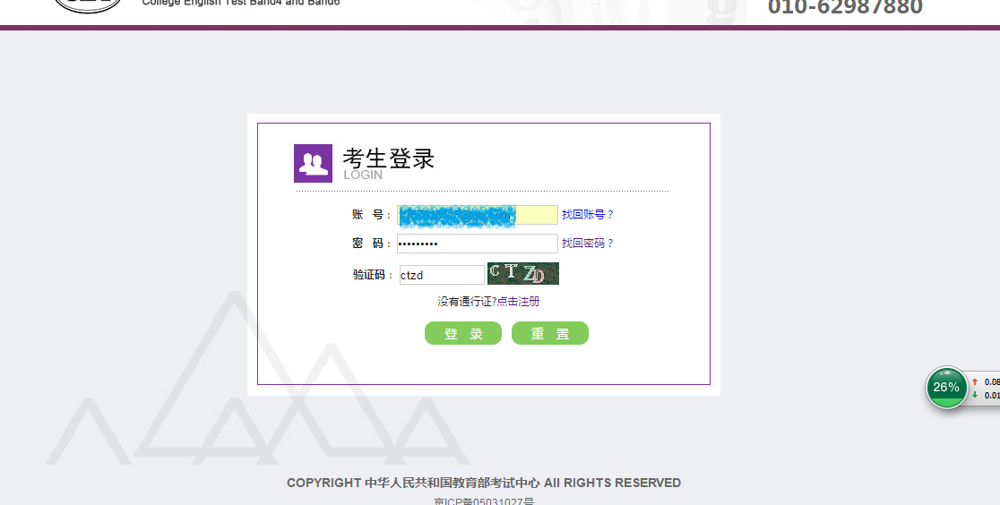 College English Test Band4 and Band6
010-62987880
考生登录
LOGIN
账 号： 找回账号？
密 码： ••••••••• 找回密码？
验证码： ctzd CTZD
没有通行证?点击注册
登 录 重 置
26%
0.08
0.01
COPYRIGHT 中华人民共和国教育部考试中心 All RIGHTS RESERVED
京ICP备05031027号